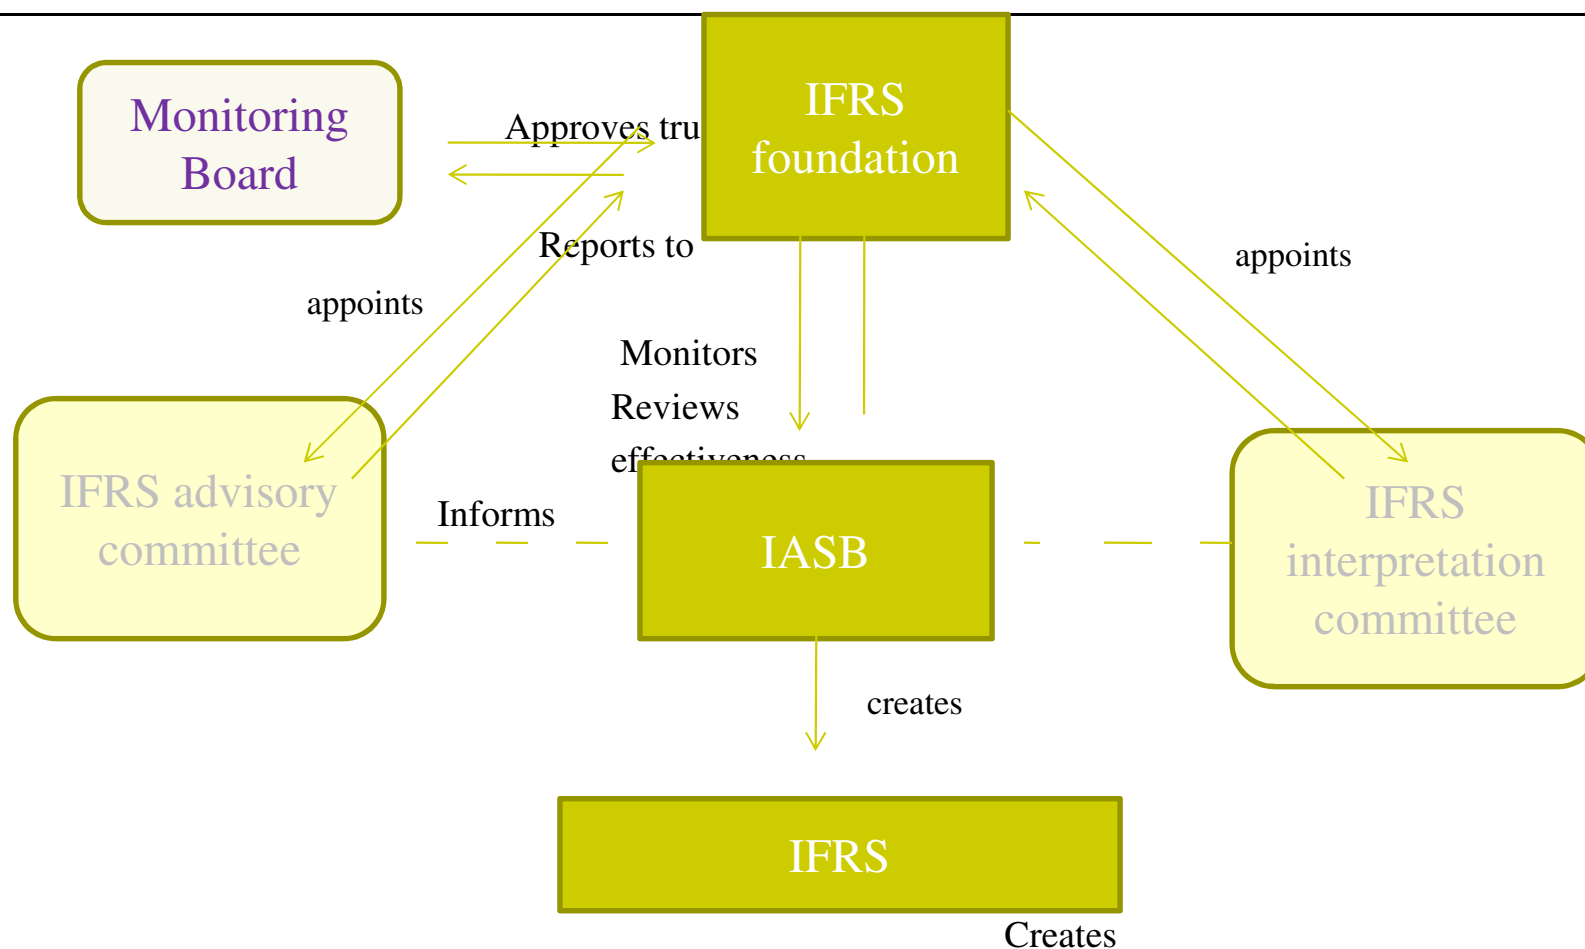 Monitoring
Board
Approves tru
IFRS
foundation
Reports to
appoints
appoints
Monitors
Reviews
effectiveness
IFRS advisory
committee
Informs
IASB
IFRS
interpretation
committee
creates
IFRS
Creates